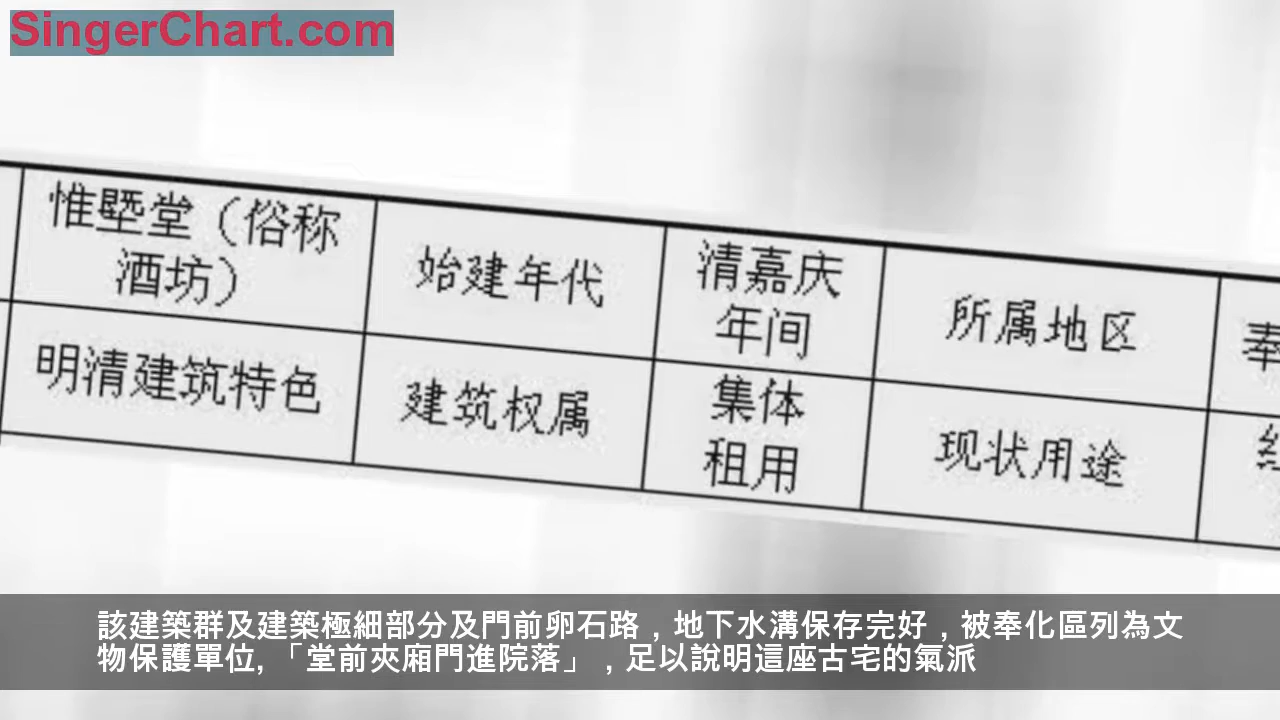 SingerChart.com
惟塈堂（俗称
酒坊）
始建年代
清嘉庆
年间
所属地区
奉
明清建筑特色
建筑权属
集体
租用
现状用途
該建築群及建築極細部分及門前卵石路，地下水溝保存完好，被奉化區列為文
物保護單位,「堂前夾廂門進院落」，足以說明這座古宅的氣派